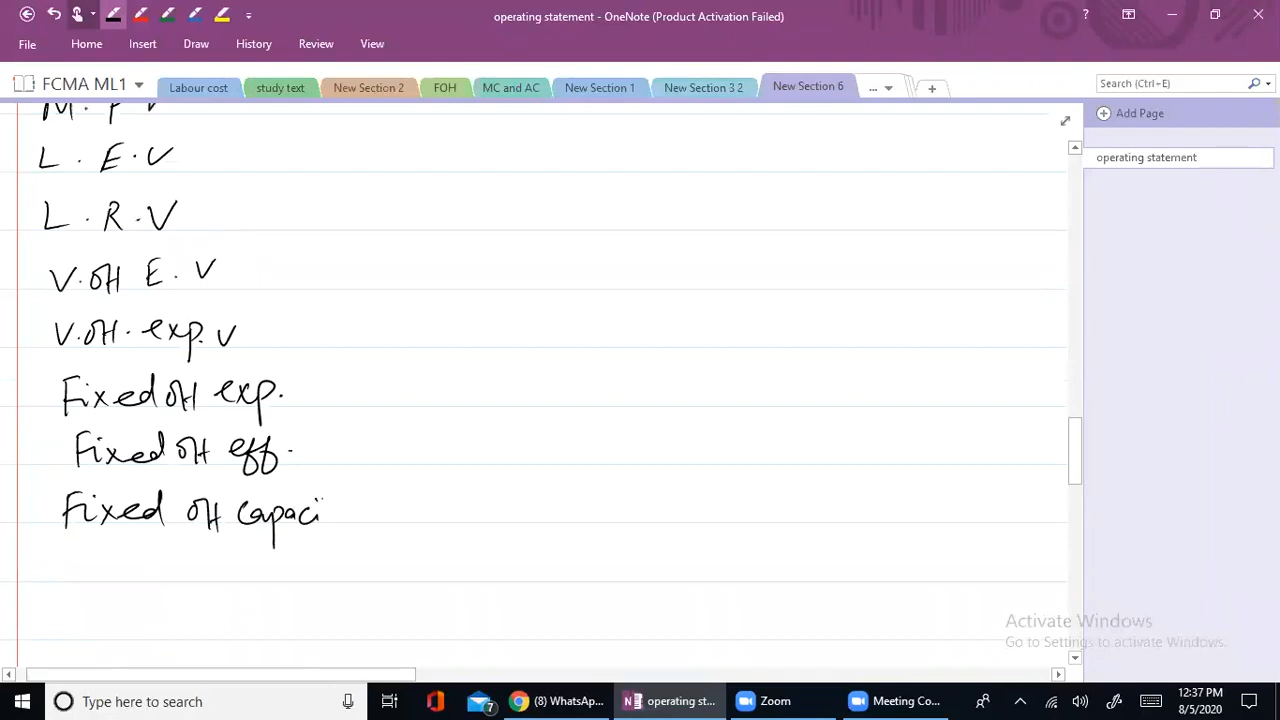 operating statement - OneNote (Product Activation Failed)
?
File Home Insert Draw History Review View
FCMA ML1
Labour cost study text New Section 2 FOH MC and AC New Section 1 New Section 3 2 New Section 6 ...
Search (Ctrl+E)
Add Page
operating statement
M. P V
L . E . V
L . R . V
V. OH E . V
V. OH . exp. V
Fixed OH exp.
Fixed OH eff .
Fixed OH capaci
Activate Windows
Go to Settings to activate Windows.
Type here to search
7
(8) WhatsApp...
operating sta...
Zoom
Meeting Co...
12:37 PM
8/5/2020